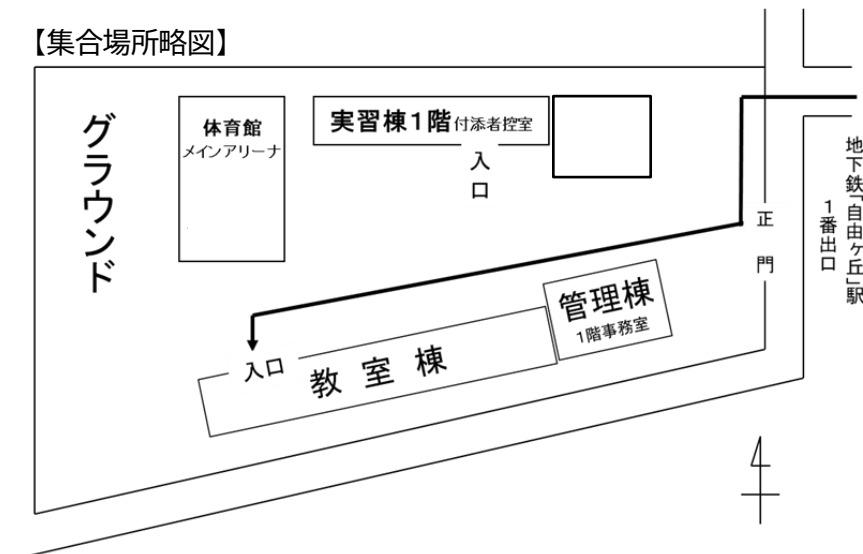 【集合場所略図】
グラウンド
体育館
メインアリーナ
実習棟1階付添者控室
入口
地下鉄「自由ヶ丘」駅
1番出口
正門
管理棟
1階事務室
入口
教室棟